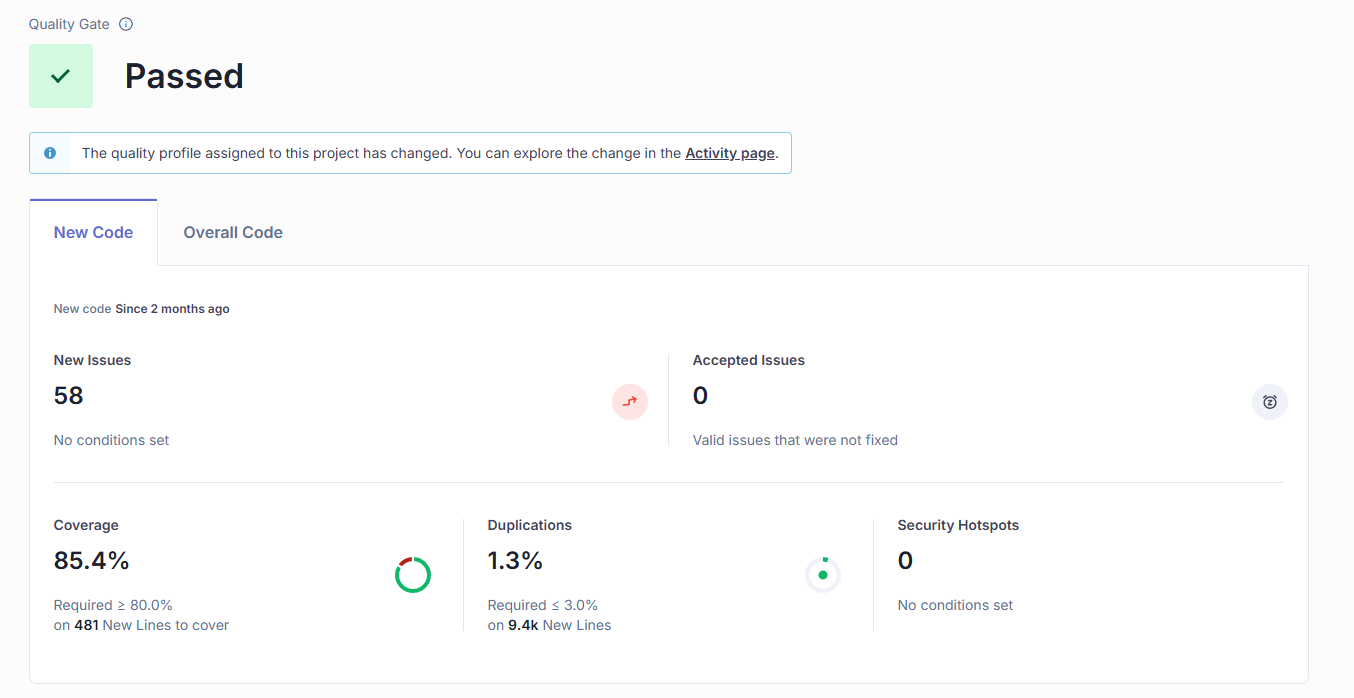 Quality Gate
Passed
The quality profile assigned to this project has changed. You can explore the change in the Activity page.
New Code
Overall Code
New code Since 2 months ago
New Issues
58
No conditions set
Accepted Issues
0
Valid issues that were not fixed
Coverage
85.4%
Required ≥ 80.0%
on 481 New Lines to cover
Duplications
1.3%
Required ≤ 3.0%
on 9.4k New Lines
Security Hotspots
0
No conditions set